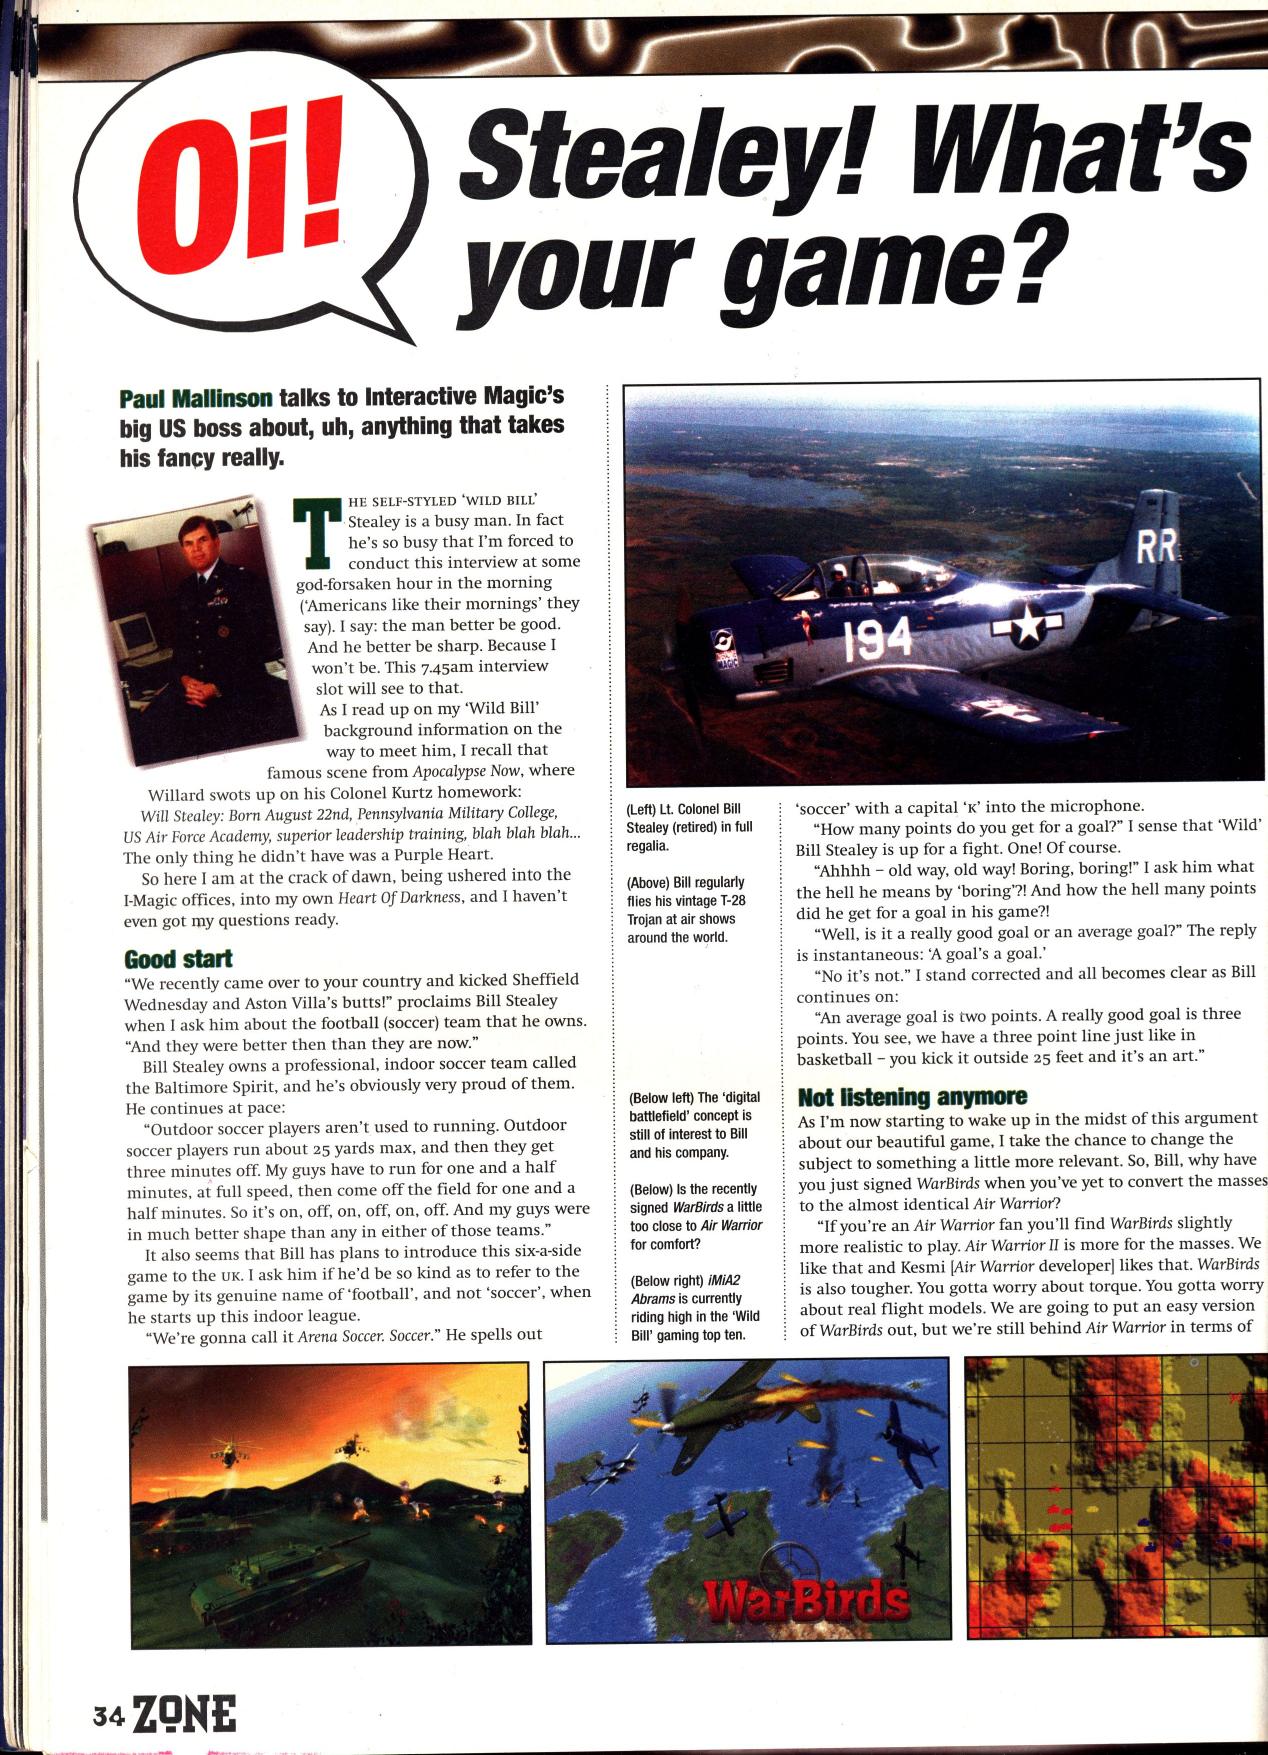 Oi!
Stealey! What's
your game?
Paul Mallinson talks to Interactive Magic's
big US boss about, uh, anything that takes
his fancy really.
THE SELF-STYLED 'WILD BILL'
Stealey is a busy man. In fact
he's so busy that I'm forced to
conduct this interview at some
god-forsaken hour in the morning
('Americans like their mornings' they
say). I say: the man better be good.
And he better be sharp. Because I
won't be. This 7.45am interview
slot will see to that.
As I read up on my 'Wild Bill'
background information on the
way to meet him, I recall that
famous scene from Apocalypse Now, where
Willard swots up on his Colonel Kurtz homework:
Will Stealey: Born August 22nd, Pennsylvania Military College,
US Air Force Academy, superior leadership training, blah blah blah...
The only thing he didn't have was a Purple Heart.
So here I am at the crack of dawn, being ushered into the
I-Magic offices, into my own Heart Of Darkness, and I haven't
even got my questions ready.
Good start
"We recently came over to your country and kicked Sheffield
Wednesday and Aston Villa's butts!" proclaims Bill Stealey
when I ask him about the football (soccer) team that he owns.
"And they were better then than they are now."
Bill Stealey owns a professional, indoor soccer team called
the Baltimore Spirit, and he's obviously very proud of them.
He continues at pace:
"Outdoor soccer players aren't used to running. Outdoor
soccer players run about 25 yards max, and then they get
three minutes off. My guys have to run for one and a half
minutes, at full speed, then come off the field for one and a
half minutes. So it's on, off, on, off, on, off. And my guys were
in much better shape than any in either of those teams."
It also seems that Bill has plans to introduce this six-a-side
game to the UK. I ask him if he'd be so kind as to refer to the
game by its genuine name of 'football', and not 'soccer', when
he starts up this indoor league.
"We're gonna call it Arena Soccer. Soccer." He spells out
RR
194
MAGIC
(Left) Lt. Colonel Bill
Stealey (retired) in full
regalia.
(Above) Bill regularly
flies his vintage T-28
Trojan at air shows
around the world.
(Below left) The 'digital
battlefield' concept is
still of interest to Bill
and his company.
(Below) Is the recently
signed WarBirds a little
too close to Air Warrior
for comfort?
(Below right) iMiA2
Abrams is currently
riding high in the 'Wild
Bill' gaming top ten.
'soccer' with a capital 'K' into the microphone.
"How many points do you get for a goal?" I sense that 'Wild'
Bill Stealey is up for a fight. One! Of course.
"Ahhhh – old way, old way! Boring, boring!" I ask him what
the hell he means by 'boring'?! And how the hell many points
did he get for a goal in his game?!
"Well, is it a really good goal or an average goal?" The reply
is instantaneous: 'A goal's a goal.'
"No it's not." I stand corrected and all becomes clear as Bill
continues on:
"An average goal is two points. A really good goal is three
points. You see, we have a three point line just like in
basketball – you kick it outside 25 feet and it's an art."
Not listening anymore
As I'm now starting to wake up in the midst of this argument
about our beautiful game, I take the chance to change the
subject to something a little more relevant. So, Bill, why have
you just signed WarBirds when you've yet to convert the masses
to the almost identical Air Warrior?
"If you're an Air Warrior fan you'll find WarBirds slightly
more realistic to play. Air Warrior II is more for the masses. We
like that and Kesmi [Air Warrior developer] likes that. WarBirds
is also tougher. You gotta worry about torque. You gotta worry
about real flight models. We are going to put an easy version
of WarBirds out, but we're still behind Air Warrior in terms of
WarBirds
34 ZONE